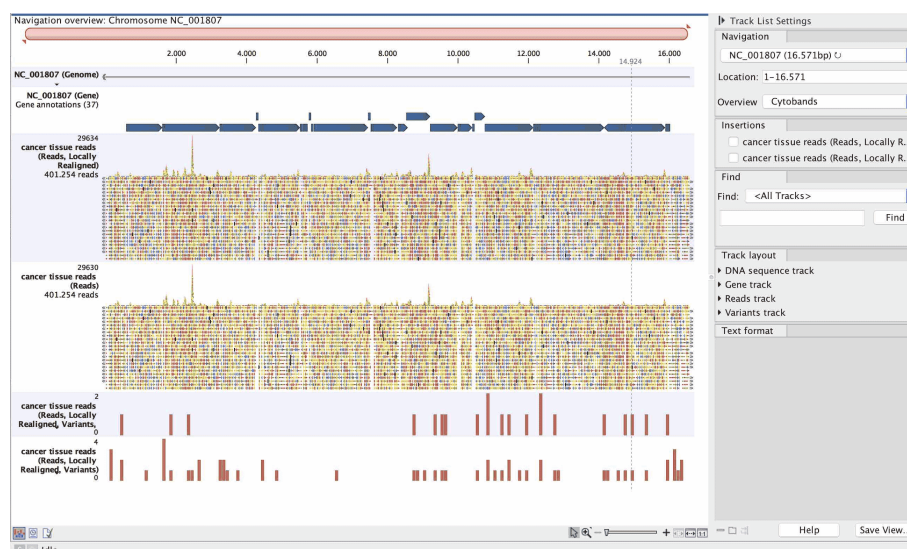 Navigation overview: Chromosome NC_001807
2.000 4.000 6.000 8.000 10.000 12.000 14.000 16.000
14.924
NC_001807 (Genome)
NC_001807 (Gene)
Gene annotations (37)
29634
cancer tissue reads
(Reads, Locally
Realigned)
401.254 reads
29630
cancer tissue reads
(Reads)
401.254 reads
2
cancer tissue reads
(Reads, Locally
Realigned, Variants,
0
4
cancer tissue reads
(Reads, Locally
Realigned, Variants)
0
Track List Settings
Navigation
NC_001807 (16.571bp)
Location: 1-16.571
Overview Cytobands
Insertions
cancer tissue reads (Reads, Locally R..
cancer tissue reads (Reads, Locally R..
Find
Find: <All Tracks>
Find
Track layout
DNA sequence track
Gene track
Reads track
Variants track
Text format
1:1
Help Save View..
Idle